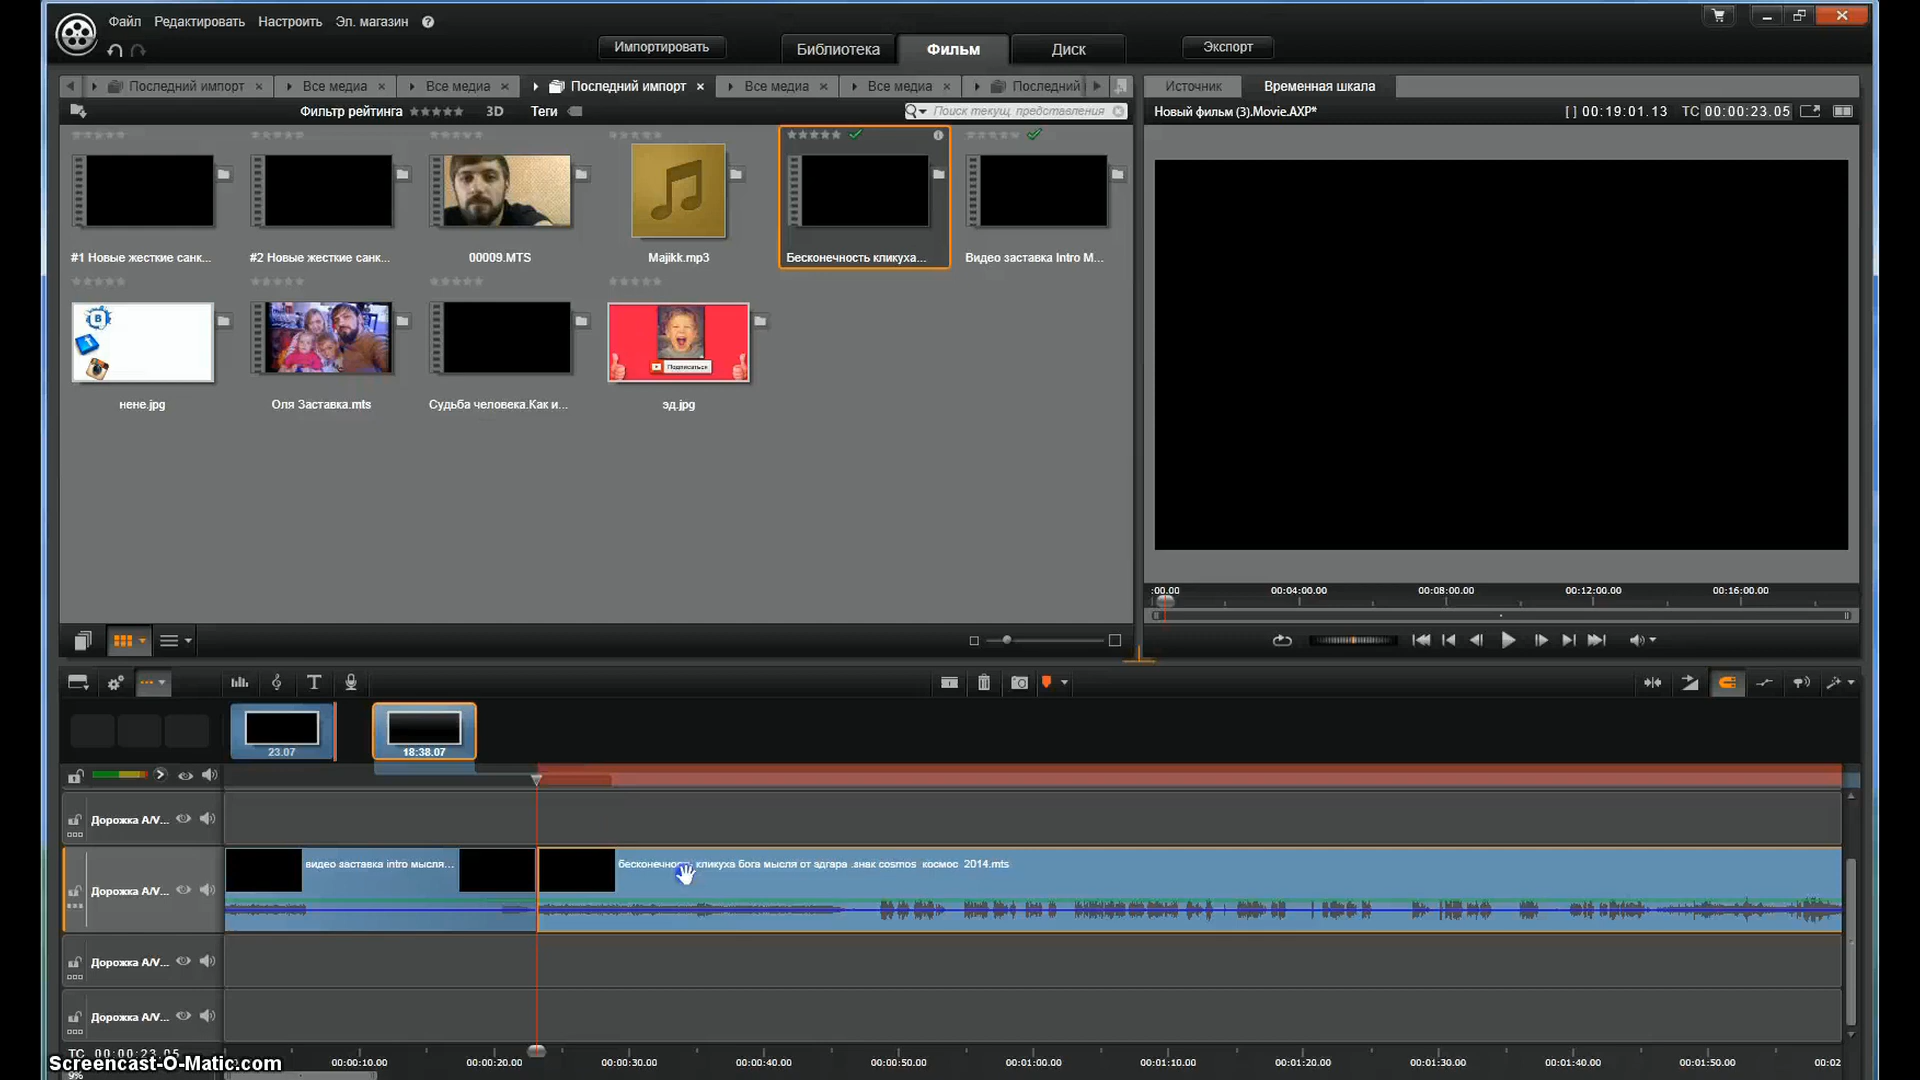 Файл Редактировать Настроить Эл. магазин ?
Импортировать Библиотека Фильм Диск Экспорт
Последний импорт × Все медиа × Все медиа × Последний импорт × Все медиа × Все медиа × Последний
Источник Временная шкала
Фильтр рейтинга 3D Теги Поиск текущ. представления
Новый фильм (3).Movie.AXP* [ ] 00:19:01.13 TC 00:00:23.05
#1 Новые жесткие санк... #2 Новые жесткие санк... 00009.MTS Majikk.mp3 Бесконечность кликуха... Видео заставка Intro М...
B
t
Подписаться
нене.jpg Оля Заставка.mts Судьба человека.Как и... эд.jpg
:00.00 00:04:00.00 00:08:00.00 00:12:00.00 00:16:00.00
23.07 18:38.07
Дорожка A/V...
видео заставка intro мысля... бесконечность кликуха бога мысля от эдгара .знак cosmos космос 2014.mts
Дорожка A/V...
Дорожка A/V...
Дорожка A/V...
TC 00:00:23.05
00:00:10.00 00:00:20.00 00:00:30.00 00:00:40.00 00:00:50.00 00:01:00.00 00:01:10.00 00:01:20.00 00:01:30.00 00:01:40.00 00:01:50.00 00:02
Screencast-O-Matic.com
9%